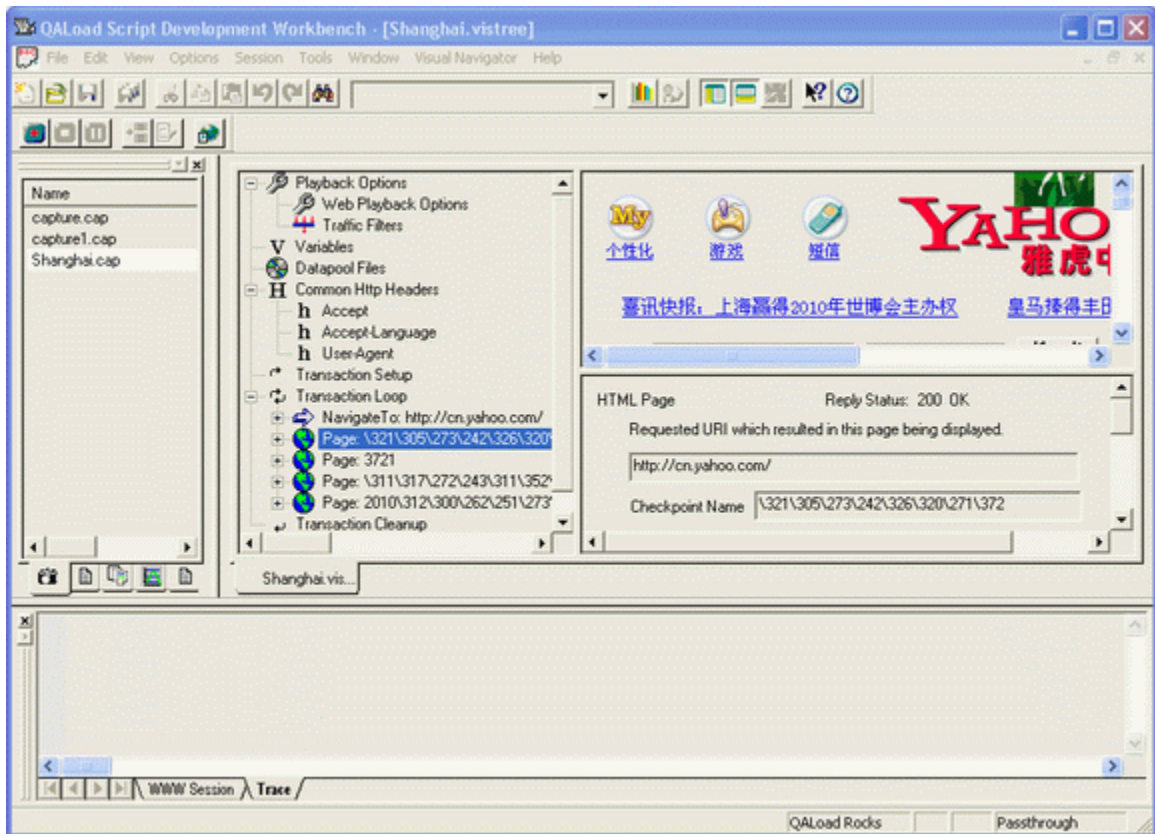 QALoad Script Development Workbench - [Shanghai.vistree]
File Edit View Options Session Tools Window Visual Navigator Help
Name
capture.cap
capture1.cap
Shanghai.cap
Playback Options
Web Playback Options
Traffic Filters
V Variables
Datapool Files
H Common Http Headers
h Accept
h Accept-Language
h User-Agent
Transaction Setup
Transaction Loop
NavigateTo: http://cn.yahoo.com/
Page: \321\305\273\242\326\320\
Page: 3721
Page: \311\317\272\243\311\352\
Page: 2010\312\300\262\251\273\
Transaction Cleanup
Shanghai.vis...
My
个性化 游戏 短信
YAHO
雅虎中
喜讯快报：上海赢得2010年世博会主办权 皇马捧得丰田
HTML Page Reply Status: 200 OK
Requested URI which resulted in this page being displayed.
http://cn.yahoo.com/
Checkpoint Name \321\305\273\242\326\320\271\372
WWW Session Trace
QALoad Rocks Passthrough